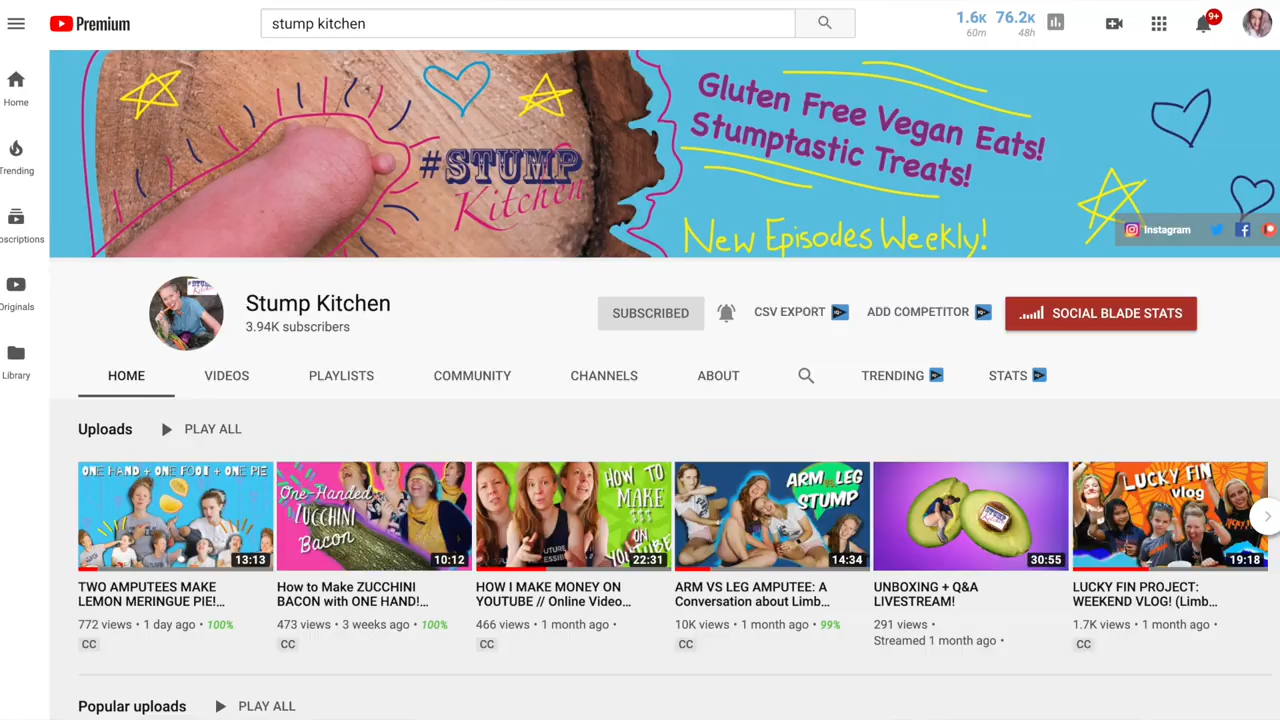 Premium
stump kitchen
1.6K 76.2K
60m 48h
9+
Home
Trending
bscriptions
Originals
Library
Gluten Free Vegan Eats!
Stumptastic Treats!
New Episodes Weekly!
#STUMP
Kitchen
Instagram
Stump Kitchen
3.94K subscribers
SUBSCRIBED
CSV EXPORT
ADD COMPETITOR
SOCIAL BLADE STATS
HOME VIDEOS PLAYLISTS COMMUNITY CHANNELS ABOUT TRENDING STATS
Uploads PLAY ALL
ONE HAND + ONE FOOT + ONE PIE
13:13
One-Handed
ZUCCHINI
Bacon
10:12
HOW TO
MAKE
$$$
ON
YOUTUBE
22:31
ARM VS LEG
STUMP
14:34
30:55
LUCKY FIN
vlog
19:18
TWO AMPUTEES MAKE
LEMON MERINGUE PIE!...
772 views • 1 day ago • 100%
CC
How to Make ZUCCHINI
BACON with ONE HAND!...
473 views • 3 weeks ago • 100%
CC
HOW I MAKE MONEY ON
YOUTUBE // Online Video...
466 views • 1 month ago •
CC
ARM VS LEG AMPUTEE: A
Conversation about Limb...
10K views • 1 month ago • 99%
CC
UNBOXING + Q&A
LIVESTREAM!
291 views •
Streamed 1 month ago •
LUCKY FIN PROJECT:
WEEKEND VLOG! (Limb...
1.7K views • 1 month ago •
CC
Popular uploads PLAY ALL